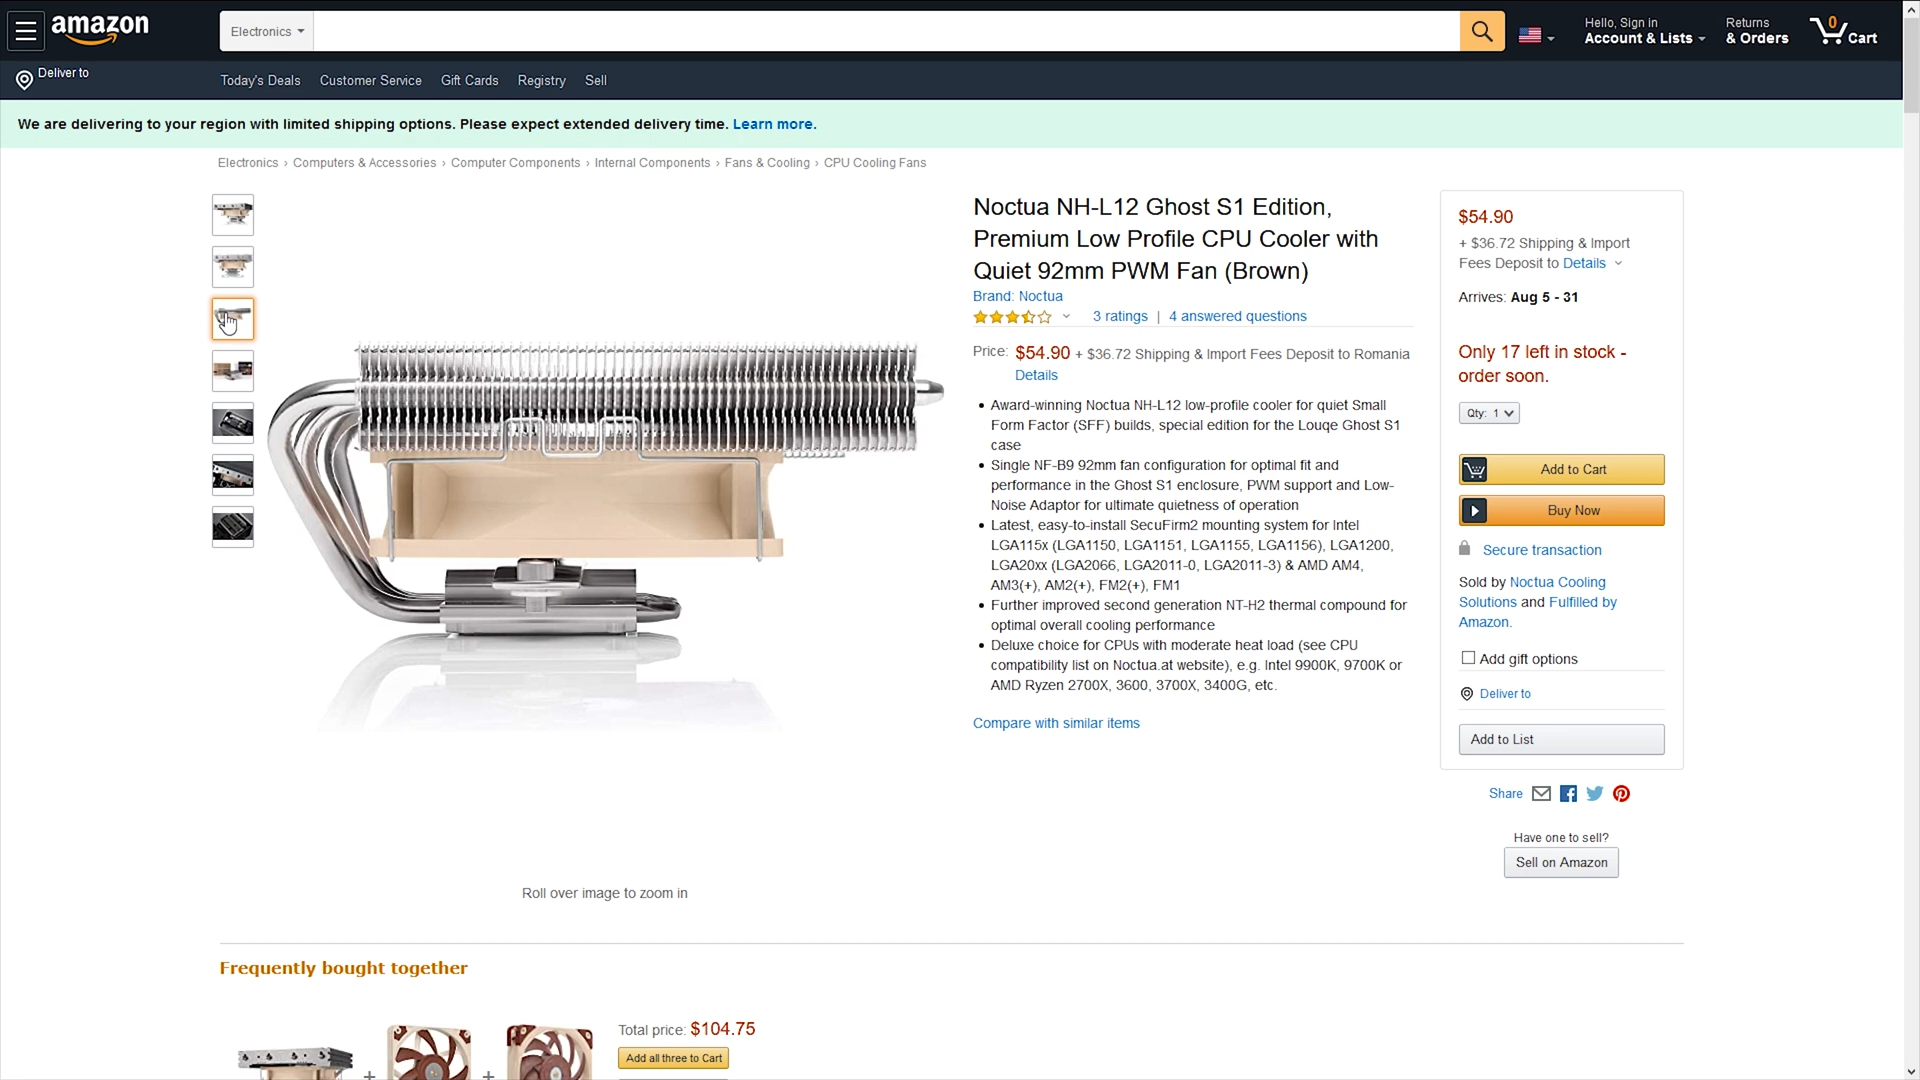 amazon
Electronics
Hello, Sign in
Account & Lists
Returns
& Orders
0
Cart
Deliver to
Today's Deals
Customer Service
Gift Cards
Registry
Sell
We are delivering to your region with limited shipping options. Please expect extended delivery time. Learn more.
Electronics › Computers & Accessories › Computer Components › Internal Components › Fans & Cooling › CPU Cooling Fans
Noctua NH-L12 Ghost S1 Edition,
Premium Low Profile CPU Cooler with
Quiet 92mm PWM Fan (Brown)
Brand: Noctua
3 ratings | 4 answered questions
Price: $54.90 + $36.72 Shipping & Import Fees Deposit to Romania
Details
• Award-winning Noctua NH-L12 low-profile cooler for quiet Small
Form Factor (SFF) builds, special edition for the Louqe Ghost S1
case
• Single NF-B9 92mm fan configuration for optimal fit and
performance in the Ghost S1 enclosure, PWM support and Low-
Noise Adaptor for ultimate quietness of operation
• Latest, easy-to-install SecuFirm2 mounting system for Intel
LGA115x (LGA1150, LGA1151, LGA1155, LGA1156), LGA1200,
LGA20xx (LGA2066, LGA2011-0, LGA2011-3) & AMD AM4,
AM3(+), AM2(+), FM2(+), FM1
• Further improved second generation NT-H2 thermal compound for
optimal overall cooling performance
• Deluxe choice for CPUs with moderate heat load (see CPU
compatibility list on Noctua.at website), e.g. Intel 9900K, 9700K or
AMD Ryzen 2700X, 3600, 3700X, 3400G, etc.
Compare with similar items
$54.90
+ $36.72 Shipping & Import
Fees Deposit to Details
Arrives: Aug 5 - 31
Only 17 left in stock -
order soon.
Qty: 1
Add to Cart
Buy Now
Secure transaction
Sold by Noctua Cooling
Solutions and Fulfilled by
Amazon.
Add gift options
Deliver to
Add to List
Share
Have one to sell?
Sell on Amazon
Roll over image to zoom in
Frequently bought together
Total price: $104.75
Add all three to Cart
+
+